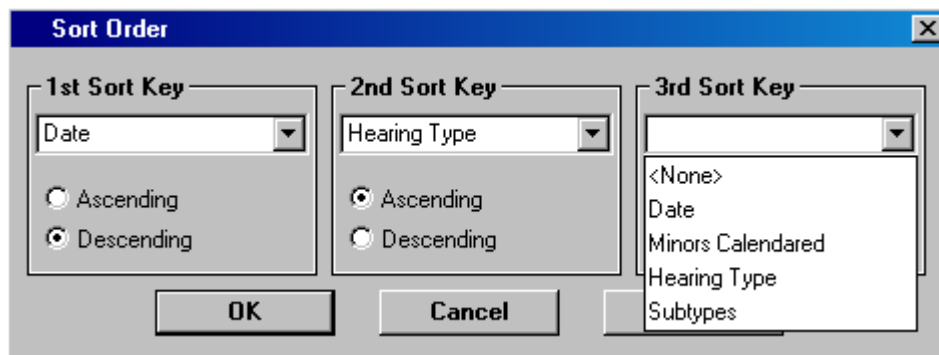 Sort Order
1st Sort Key
Date
Ascending
Descending
2nd Sort Key
Hearing Type
Ascending
Descending
3rd Sort Key
<None>
Date
Minors Calendared
Hearing Type
Subtypes
OK
Cancel